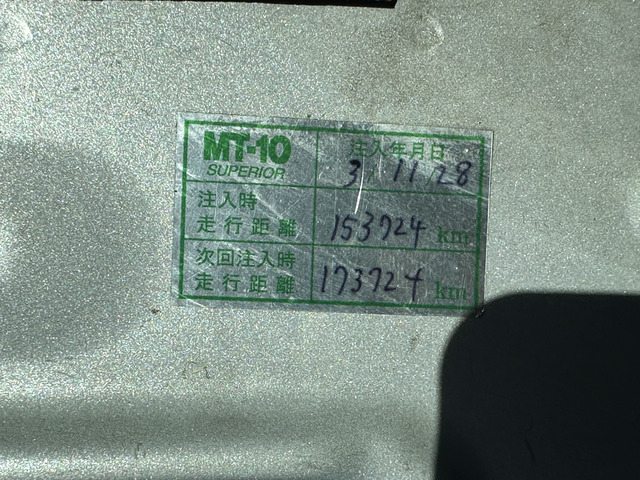 MT-10
SUPERIOR
注入年月日
3 / 11 / 28
注入時
走行距離
153724 km
次回注入時
走行距離
173724 km